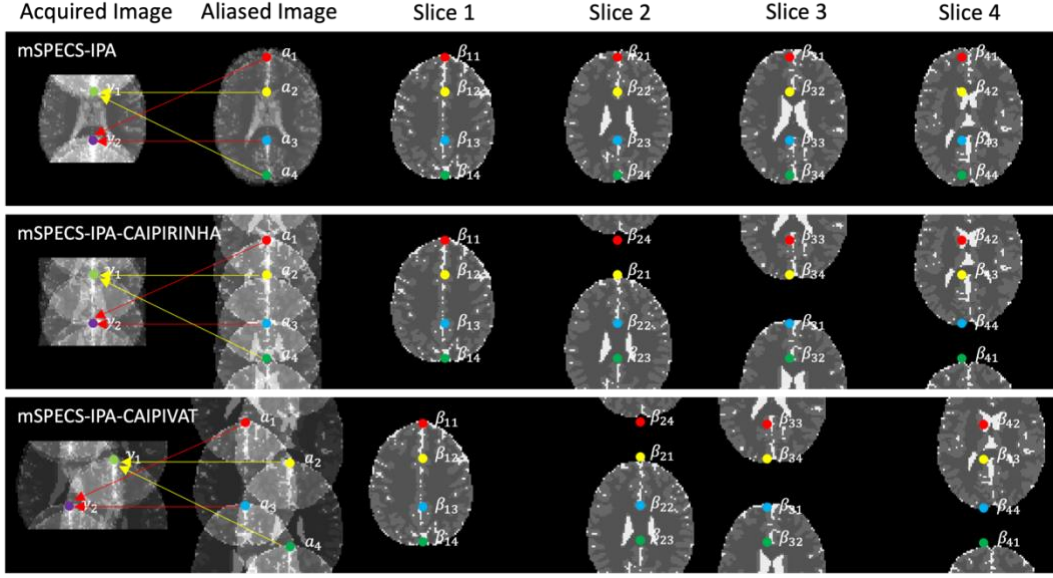 Acquired Image Aliased Image Slice 1 Slice 2 Slice 3 Slice 4
mSPECS-IPA
a₁ β₁₁ β₂₁ β₃₁ β₄₁
γ₁ a₂ β₁₂ β₂₂ β₃₂ β₄₂
γ₂ a₃ β₁₃ β₂₃ β₃₃ β₄₃
a₄ β₁₄ β₂₄ β₃₄ β₄₄
mSPECS-IPA-CAIPIRINHA
a₁ β₁₁ β₂₄ β₃₃ β₄₂
γ₁ a₂ β₁₂ β₂₁ β₃₄ β₄₃
γ₂ a₃ β₁₃ β₂₂ β₃₁ β₄₄
a₄ β₁₄ β₂₃ β₃₂ β₄₁
mSPECS-IPA-CAIPIVAT
a₁ β₁₁ β₂₄ β₃₃ β₄₂
γ₁ a₂ β₁₂ β₂₁ β₃₄ β₄₃
γ₂ a₃ β₁₃ β₂₂ β₃₁ β₄₄
a₄ β₁₄ β₂₃ β₃₂ β₄₁